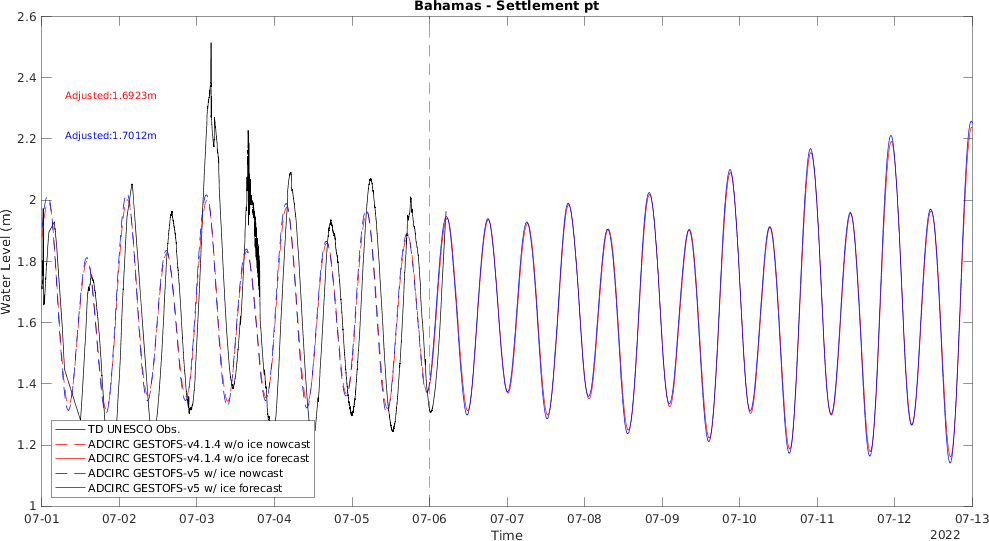 Bahamas - Settlement pt
2.6
2.4
2.2
2
1.8
1.6
1.4
1.2
1
Water Level (m)
Adjusted:1.6923m
Adjusted:1.7012m
TD UNESCO Obs.
ADCIRC GESTOFS-v4.1.4 w/o ice nowcast
ADCIRC GESTOFS-v4.1.4 w/o ice forecast
ADCIRC GESTOFS-v5 w/ ice nowcast
ADCIRC GESTOFS-v5 w/ ice forecast
07-01 07-02 07-03 07-04 07-05 07-06 07-07 07-08 07-09 07-10 07-11 07-12 07-13
Time
2022